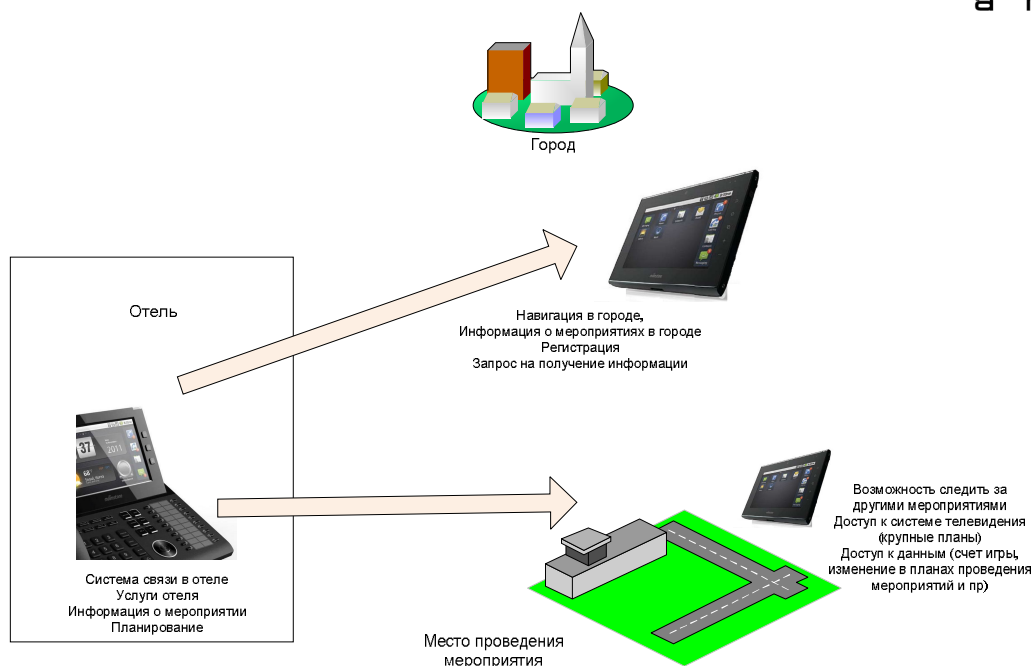 Город
Навигация в городе,
Информация о мероприятиях в городе
Регистрация
Запрос на получение информации
Отель
37
2011
Система связи в отеле
Услуги отеля
Информация о мероприятии
Планирование
Возможность следить за
другими мероприятиями
Доступ к системе телевидения
(крупные планы)
Доступ к данным (счет игры,
изменение в планах проведения
мероприятий и пр)
Место проведения
мероприятия